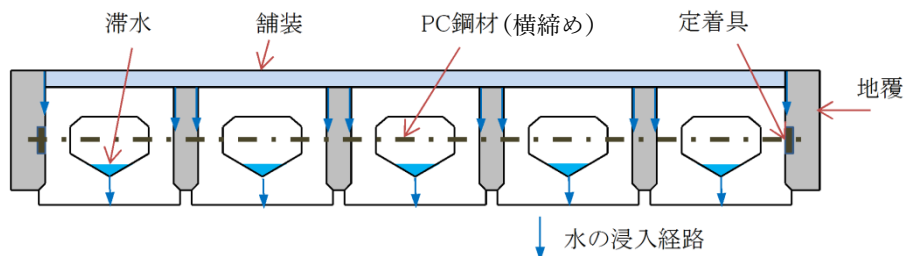 滞水
舗装
PC鋼材(横締め)
定着具
地覆
水の浸入経路